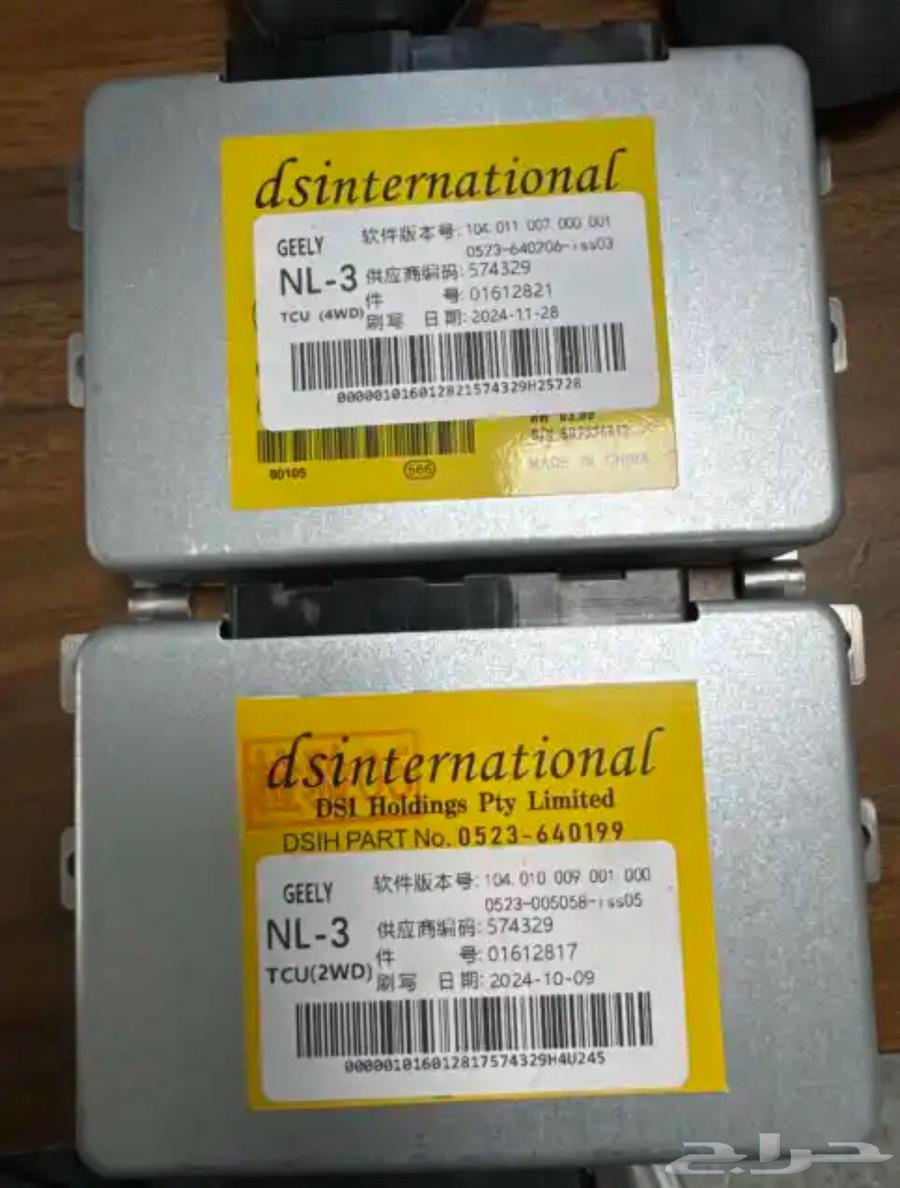 dsinternational
GEELY
软件版本号: 104 011 007 000 001
0523-640206-iss03
NL-3
供应商编码: 574329
件 号: 01612821
TCU (4WD)
刷写 日期: 2024-11-28
000001016012821574329H25728
80105
566
MADE IN CHINA
dsinternational
DSI Holdings Pty Limited
DSIH PART No. 0523-640199
GEELY
软件版本号: 104 010 009 001 000
0523-005058-iss05
NL-3
供应商编码: 574329
件 号: 01612817
TCU(2WD)
刷写 日期: 2024-10-09
000001016012817574329H4U245
حراج